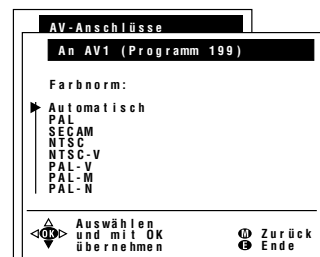 AV-Anschlüsse
An AV1 (Programm 199)
Farbnorm:
Automatisch
PAL
SECAM
NTSC
NTSC-V
PAL-V
PAL-M
PAL-N
OK
Auswählen
und mit OK
übernehmen
M Zurück
E Ende